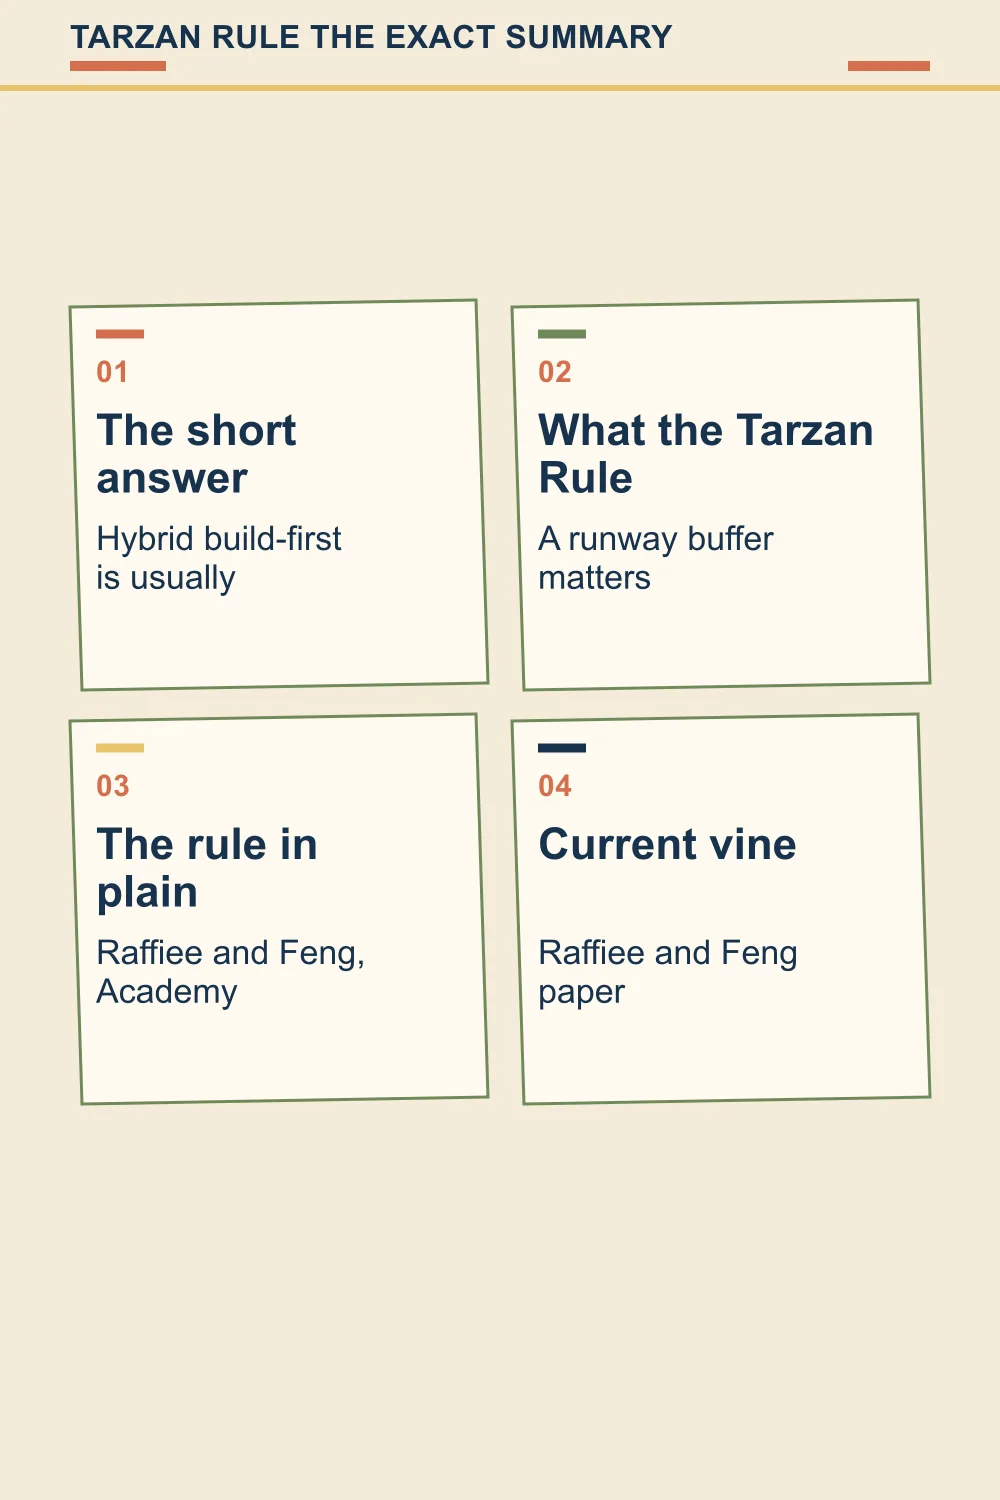 TARZAN RULE THE EXACT SUMMARY
01
The short
answer
Hybrid build-first
is usually
02
What the Tarzan
Rule
A runway buffer
matters
03
The rule in
plain
Raffiee and Feng,
Academy
04
Current vine
Raffiee and Feng
paper